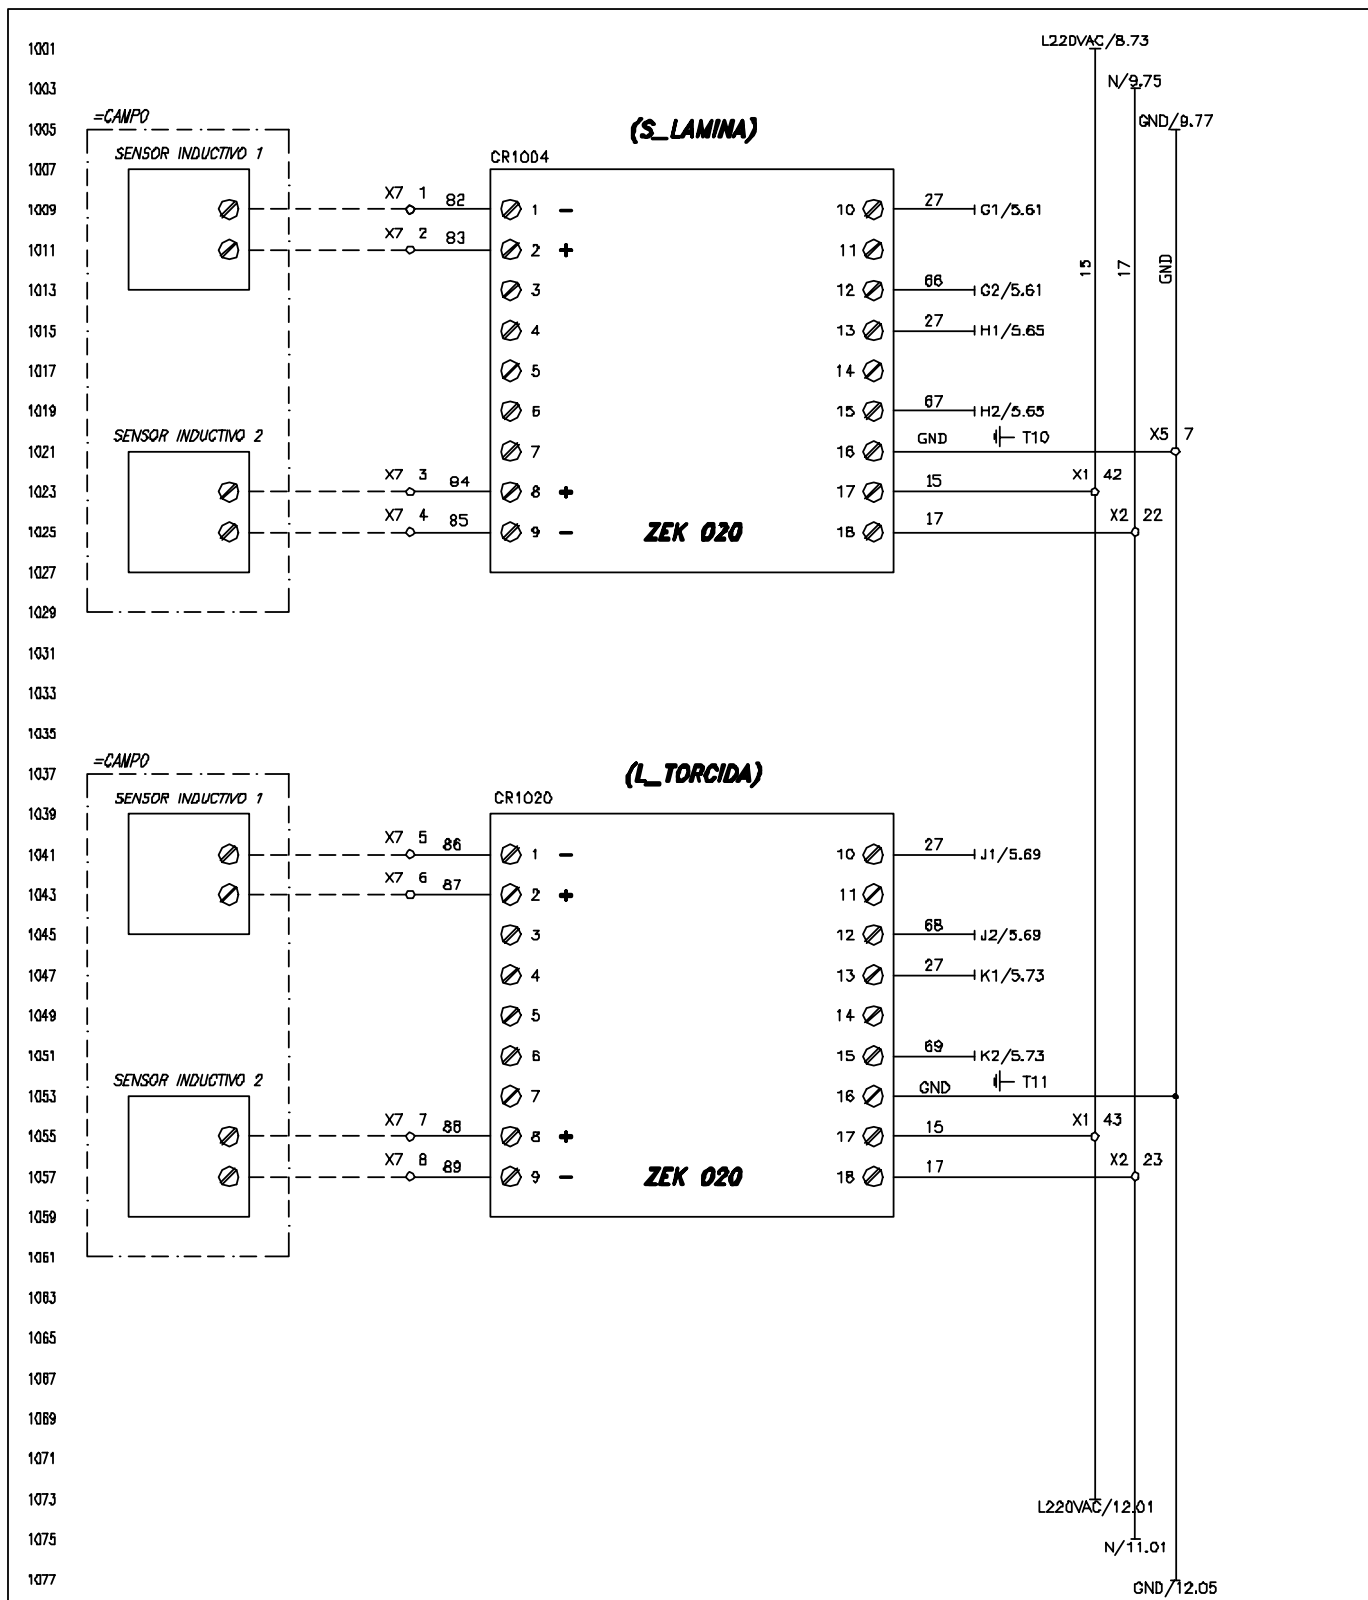 1001
L220VAC/8.73
1003
N/9.75
=CAMPO
1005
(S_LAMINA)
GND/9.77
SENSOR INDUCTIVO 1
CR1004
1007
X7 1 82
1009
1 −
10
27
G1/5.61
X7 2 83
1011
2 +
11
15
17
GND
1013
3
12
66
G2/5.61
1015
4
13
27
H1/5.65
1017
5
14
1019
6
15
67
H2/5.65
SENSOR INDUCTIVO 2
GND
T10
X5 7
1021
7
16
X7 3 84
1023
8 +
17
15
X1 42
X7 4 85
1025
9 −
ZEK 020
18
17
X2 22
1027
1029
1031
1033
1035
=CAMPO
1037
(L_TORCIDA)
SENSOR INDUCTIVO 1
CR1020
1039
X7 5 86
1041
1 −
10
27
J1/5.69
X7 6 87
1043
2 +
11
1045
3
12
68
J2/5.69
1047
4
13
27
K1/5.73
1049
5
14
1051
6
15
69
K2/5.73
SENSOR INDUCTIVO 2
GND
T11
1053
7
16
X7 7 88
1055
8 +
17
15
X1 43
X7 8 89
1057
9 −
ZEK 020
18
17
X2 23
1059
1061
1063
1065
1067
1069
1071
1073
L220VAC/12.01
1075
N/11.01
1077
GND/12.05